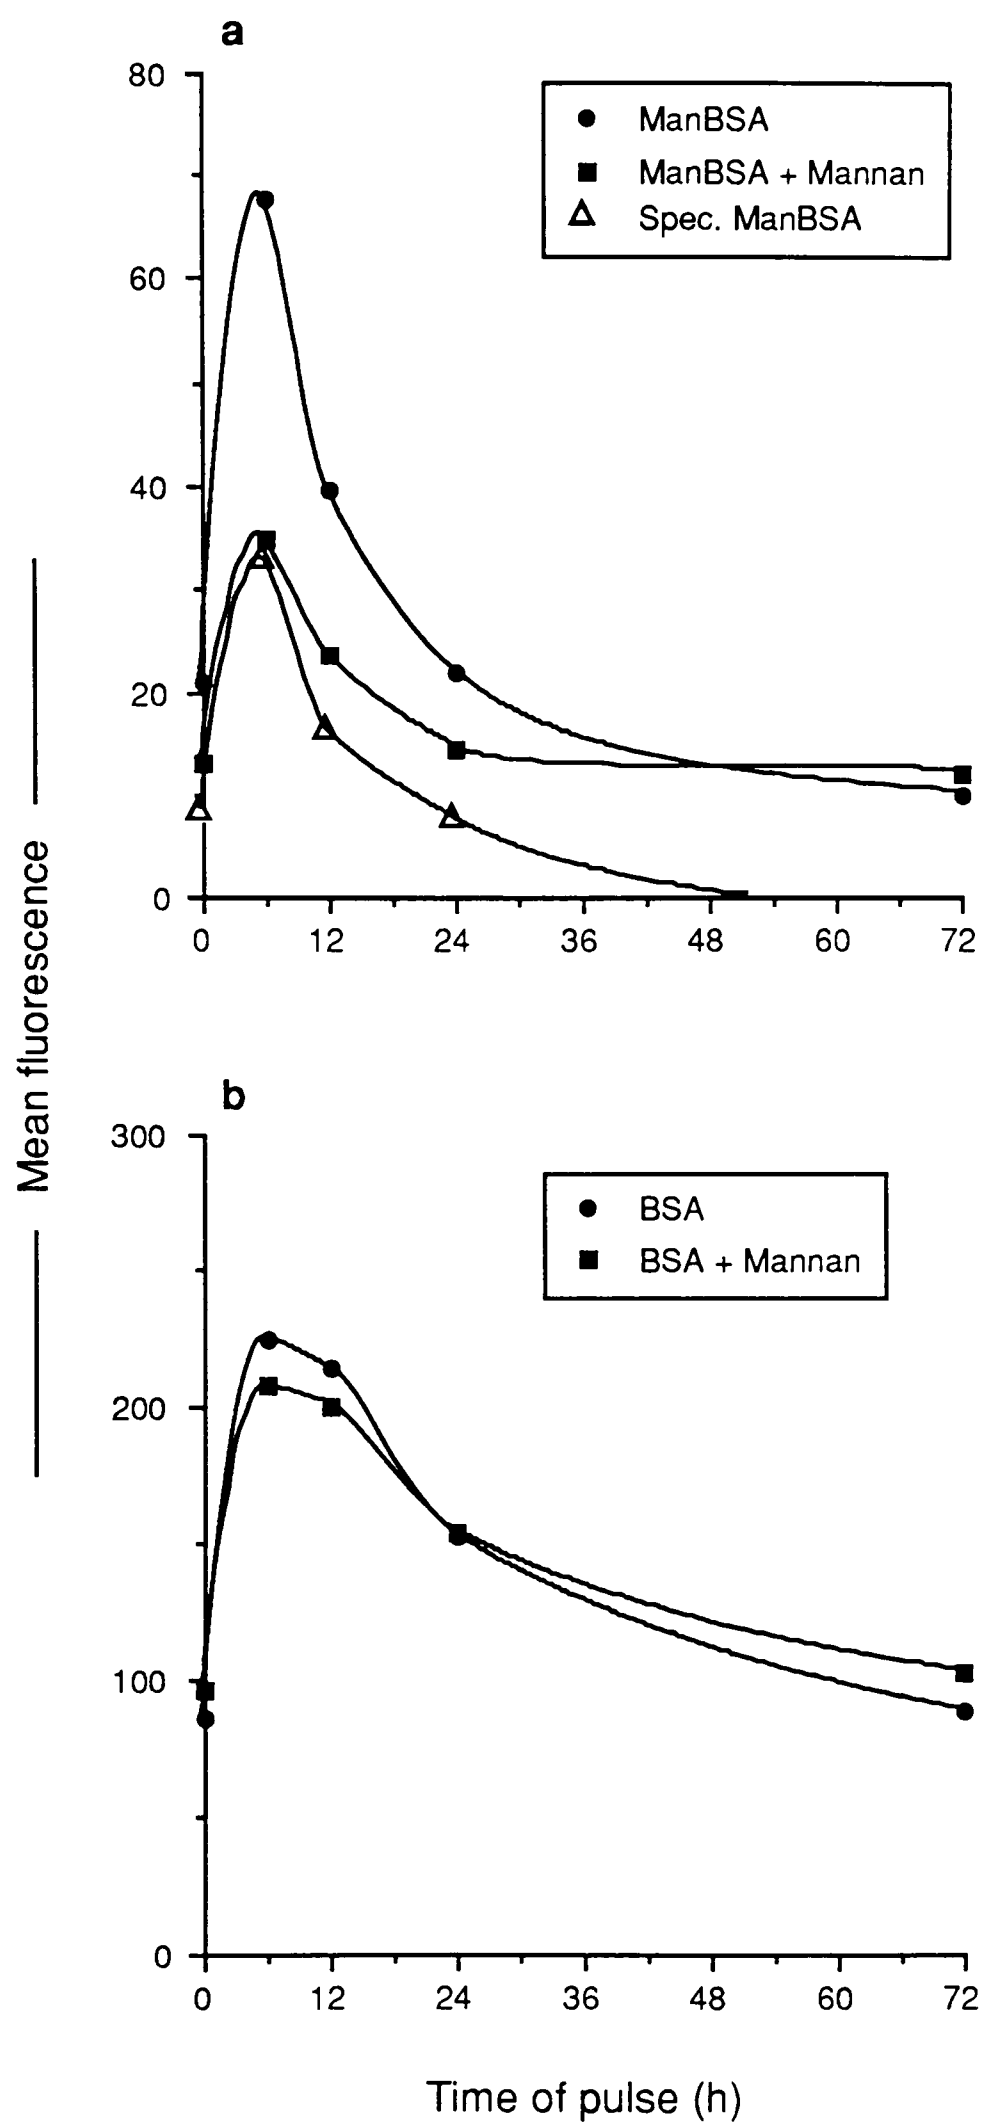 a
80
60
40
20
0
ManBSA
ManBSA + Mannan
Spec. ManBSA
0 12 24 36 48 60 72
Mean fluorescence
b
300
200
100
0
BSA
BSA + Mannan
0 12 24 36 48 60 72
Time of pulse (h)